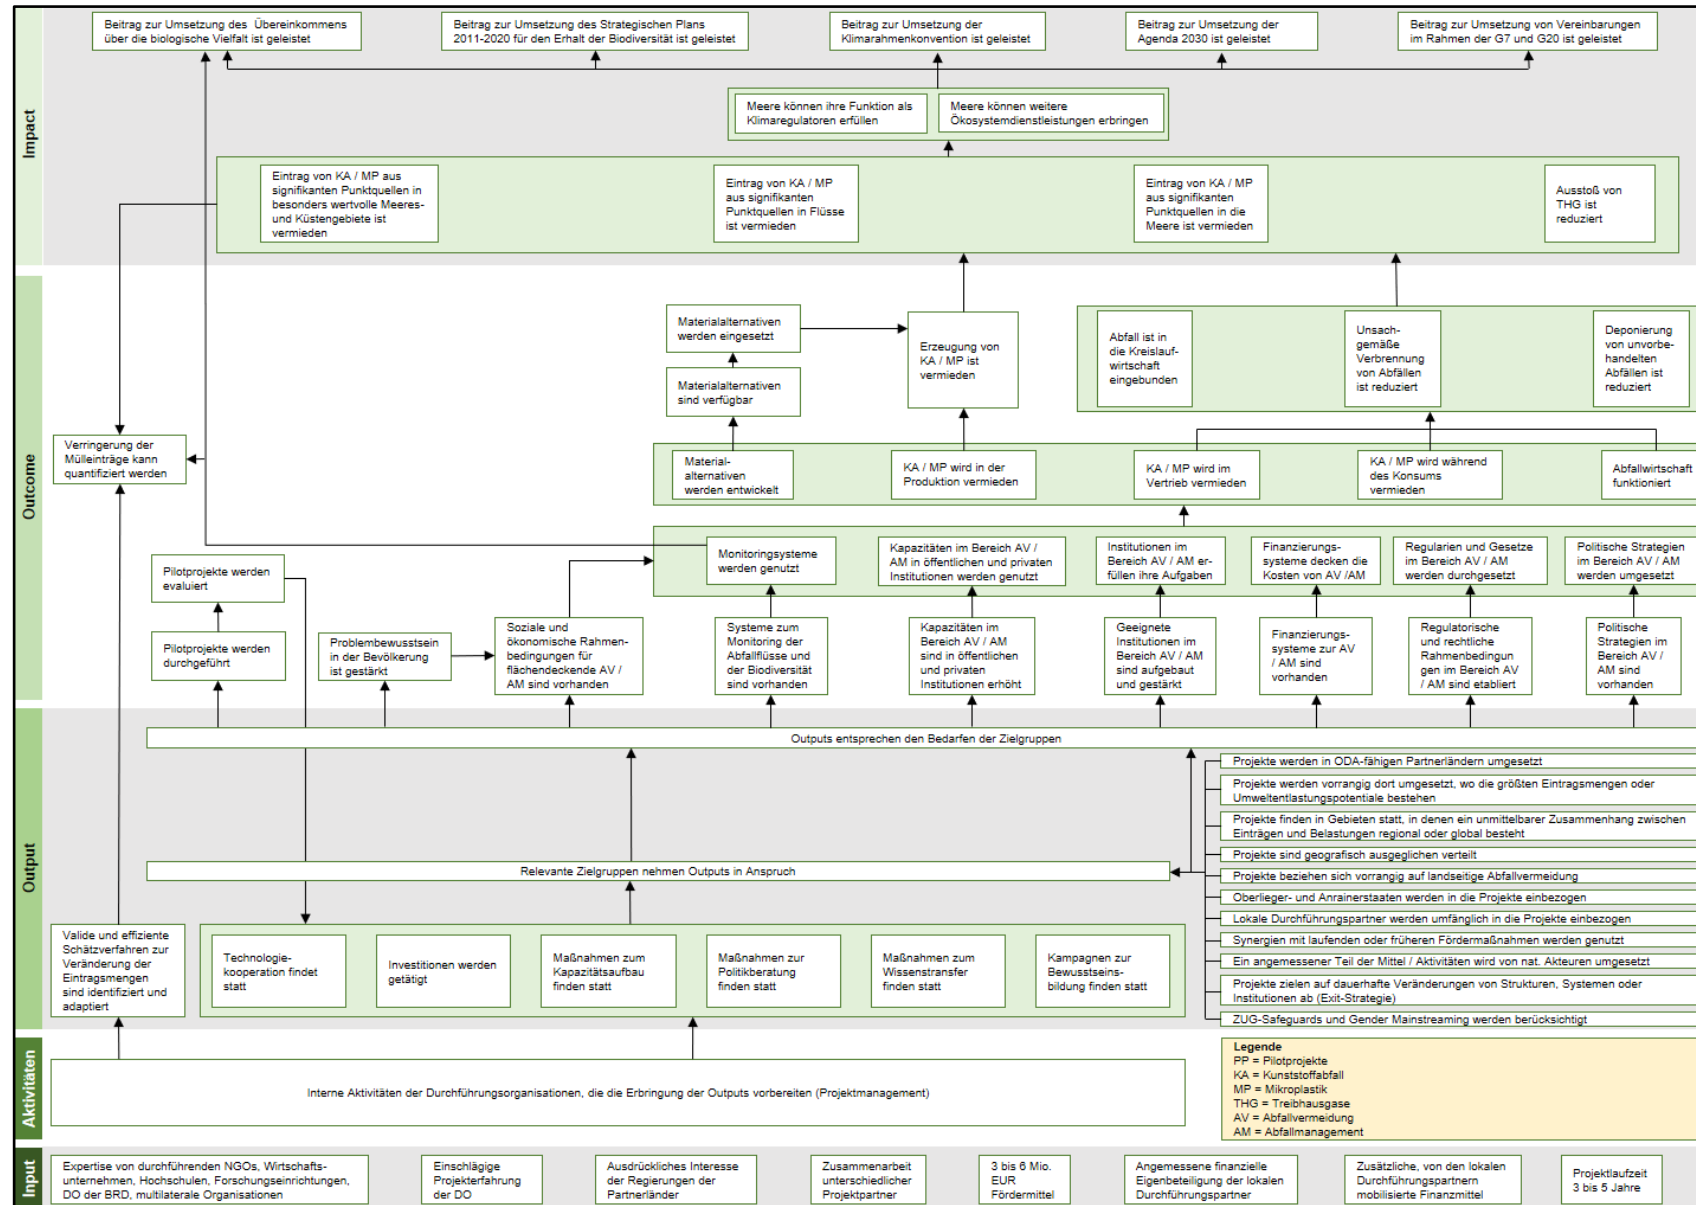 Impact
Beitrag zur Umsetzung des Übereinkommens
über die biologische Vielfalt ist geleistet
Beitrag zur Umsetzung des Strategischen Plans
2011-2020 für den Erhalt der Biodiversität ist geleistet
Beitrag zur Umsetzung der
Klimarahmenkonvention ist geleistet
Beitrag zur Umsetzung der
Agenda 2030 ist geleistet
Beitrag zur Umsetzung von Vereinbarungen
im Rahmen der G7 und G20 ist geleistet
Meere können ihre Funktion als
Klimaregulatoren erfüllen
Meere können weitere
Ökosystemdienstleistungen erbringen
Eintrag von KA / MP aus
signifikanten Punktquellen in
besonders wertvolle Meeres-
und Küstengebiete ist
vermieden
Eintrag von KA / MP
aus signifikanten
Punktquellen in Flüsse
ist vermieden
Eintrag von KA / MP
aus signifikanten
Punktquellen in die
Meere ist vermieden
Ausstoß von
THG ist
reduziert
Outcome
Materialalternativen
werden eingesetzt
Materialalternativen
sind verfügbar
Erzeugung von
KA / MP ist
vermieden
Abfall ist in
die Kreislauf-
wirtschaft
eingebunden
Unsach-
gemäße
Verbrennung
von Abfällen
ist reduziert
Deponierung
von unvorbe-
handelten
Abfällen ist
reduziert
Verringerung der
Mülleinträge kann
quantifiziert werden
Material-
alternativen
werden entwickelt
KA / MP wird in der
Produktion vermieden
KA / MP wird im
Vertrieb vermieden
KA / MP wird während
des Konsums
vermieden
Abfallwirtschaft
funktioniert
Monitoringsysteme
werden genutzt
Kapazitäten im Bereich AV /
AM in öffentlichen und privaten
Institutionen werden genutzt
Institutionen im
Bereich AV / AM er-
füllen ihre Aufgaben
Finanzierungs-
systeme decken die
Kosten von AV /AM
Regularien und Gesetze
im Bereich AV / AM
werden durchgesetzt
Politische Strategien
im Bereich AV / AM
werden umgesetzt
Pilotprojekte werden
evaluiert
Pilotprojekte werden
durchgeführt
Problembewusstsein
in der Bevölkerung
ist gestärkt
Soziale und
ökonomische Rahmen-
bedingungen für
flächendeckende AV /
AM sind vorhanden
Systeme zum
Monitoring der
Abfallflüsse und
der Biodiversität
sind vorhanden
Kapazitäten im
Bereich AV / AM
sind in öffentlichen
und privaten
Institutionen erhöht
Geeignete
Institutionen im
Bereich AV / AM
sind aufgebaut
und gestärkt
Finanzierungs-
systeme zur AV
/ AM sind
vorhanden
Regulatorische
und rechtliche
Rahmenbedingun
gen im Bereich AV
/ AM sind etabliert
Politische
Strategien im
Bereich AV /
AM sind
vorhanden
Output
Outputs entsprechen den Bedarfen der Zielgruppen
Relevante Zielgruppen nehmen Outputs in Anspruch
Projekte werden in ODA-fähigen Partnerländern umgesetzt
Projekte werden vorrangig dort umgesetzt, wo die größten Eintragsmengen oder
Umweltentlastungspotentiale bestehen
Projekte finden in Gebieten statt, in denen ein unmittelbarer Zusammenhang zwischen
Einträgen und Belastungen regional oder global besteht
Projekte sind geografisch ausgeglichen verteilt
Projekte beziehen sich vorrangig auf landseitige Abfallvermeidung
Oberlieger- und Anrainerstaaten werden in die Projekte einbezogen
Lokale Durchführungspartner werden umfänglich in die Projekte einbezogen
Synergien mit laufenden oder früheren Fördermaßnahmen werden genutzt
Ein angemessener Teil der Mittel / Aktivitäten wird von nat. Akteuren umgesetzt
Projekte zielen auf dauerhafte Veränderungen von Strukturen, Systemen oder
Institutionen ab (Exit-Strategie)
ZUG-Safeguards und Gender Mainstreaming werden berücksichtigt
Valide und effiziente
Schätzverfahren zur
Veränderung der
Eintragsmengen
sind identifiziert und
adaptiert
Technologie-
kooperation findet
statt
Investitionen werden
getätigt
Maßnahmen zum
Kapazitätsaufbau
finden statt
Maßnahmen zur
Politikberatung
finden statt
Maßnahmen zum
Wissenstransfer
finden statt
Kampagnen zur
Bewusstseins-
bildung finden statt
Aktivitäten
Interne Aktivitäten der Durchführungsorganisationen, die die Erbringung der Outputs vorbereiten (Projektmanagement)
Legende
PP = Pilotprojekte
KA = Kunststoffabfall
MP = Mikroplastik
THG = Treibhausgase
AV = Abfallvermeidung
AM = Abfallmanagement
Input
Expertise von durchführenden NGOs, Wirtschafts-
unternehmen, Hochschulen, Forschungseinrichtungen,
DO der BRD, multilaterale Organisationen
Einschlägige
Projekterfahrung
der DO
Ausdrückliches Interesse
der Regierungen der
Partnerländer
Zusammenarbeit
unterschiedlicher
Projektpartner
3 bis 6 Mio.
EUR
Fördermittel
Angemessene finanzielle
Eigenbeteiligung der lokalen
Durchführungspartner
Zusätzliche, von den lokalen
Durchführungspartnern
mobilisierte Finanzmittel
Projektlaufzeit
3 bis 5 Jahre